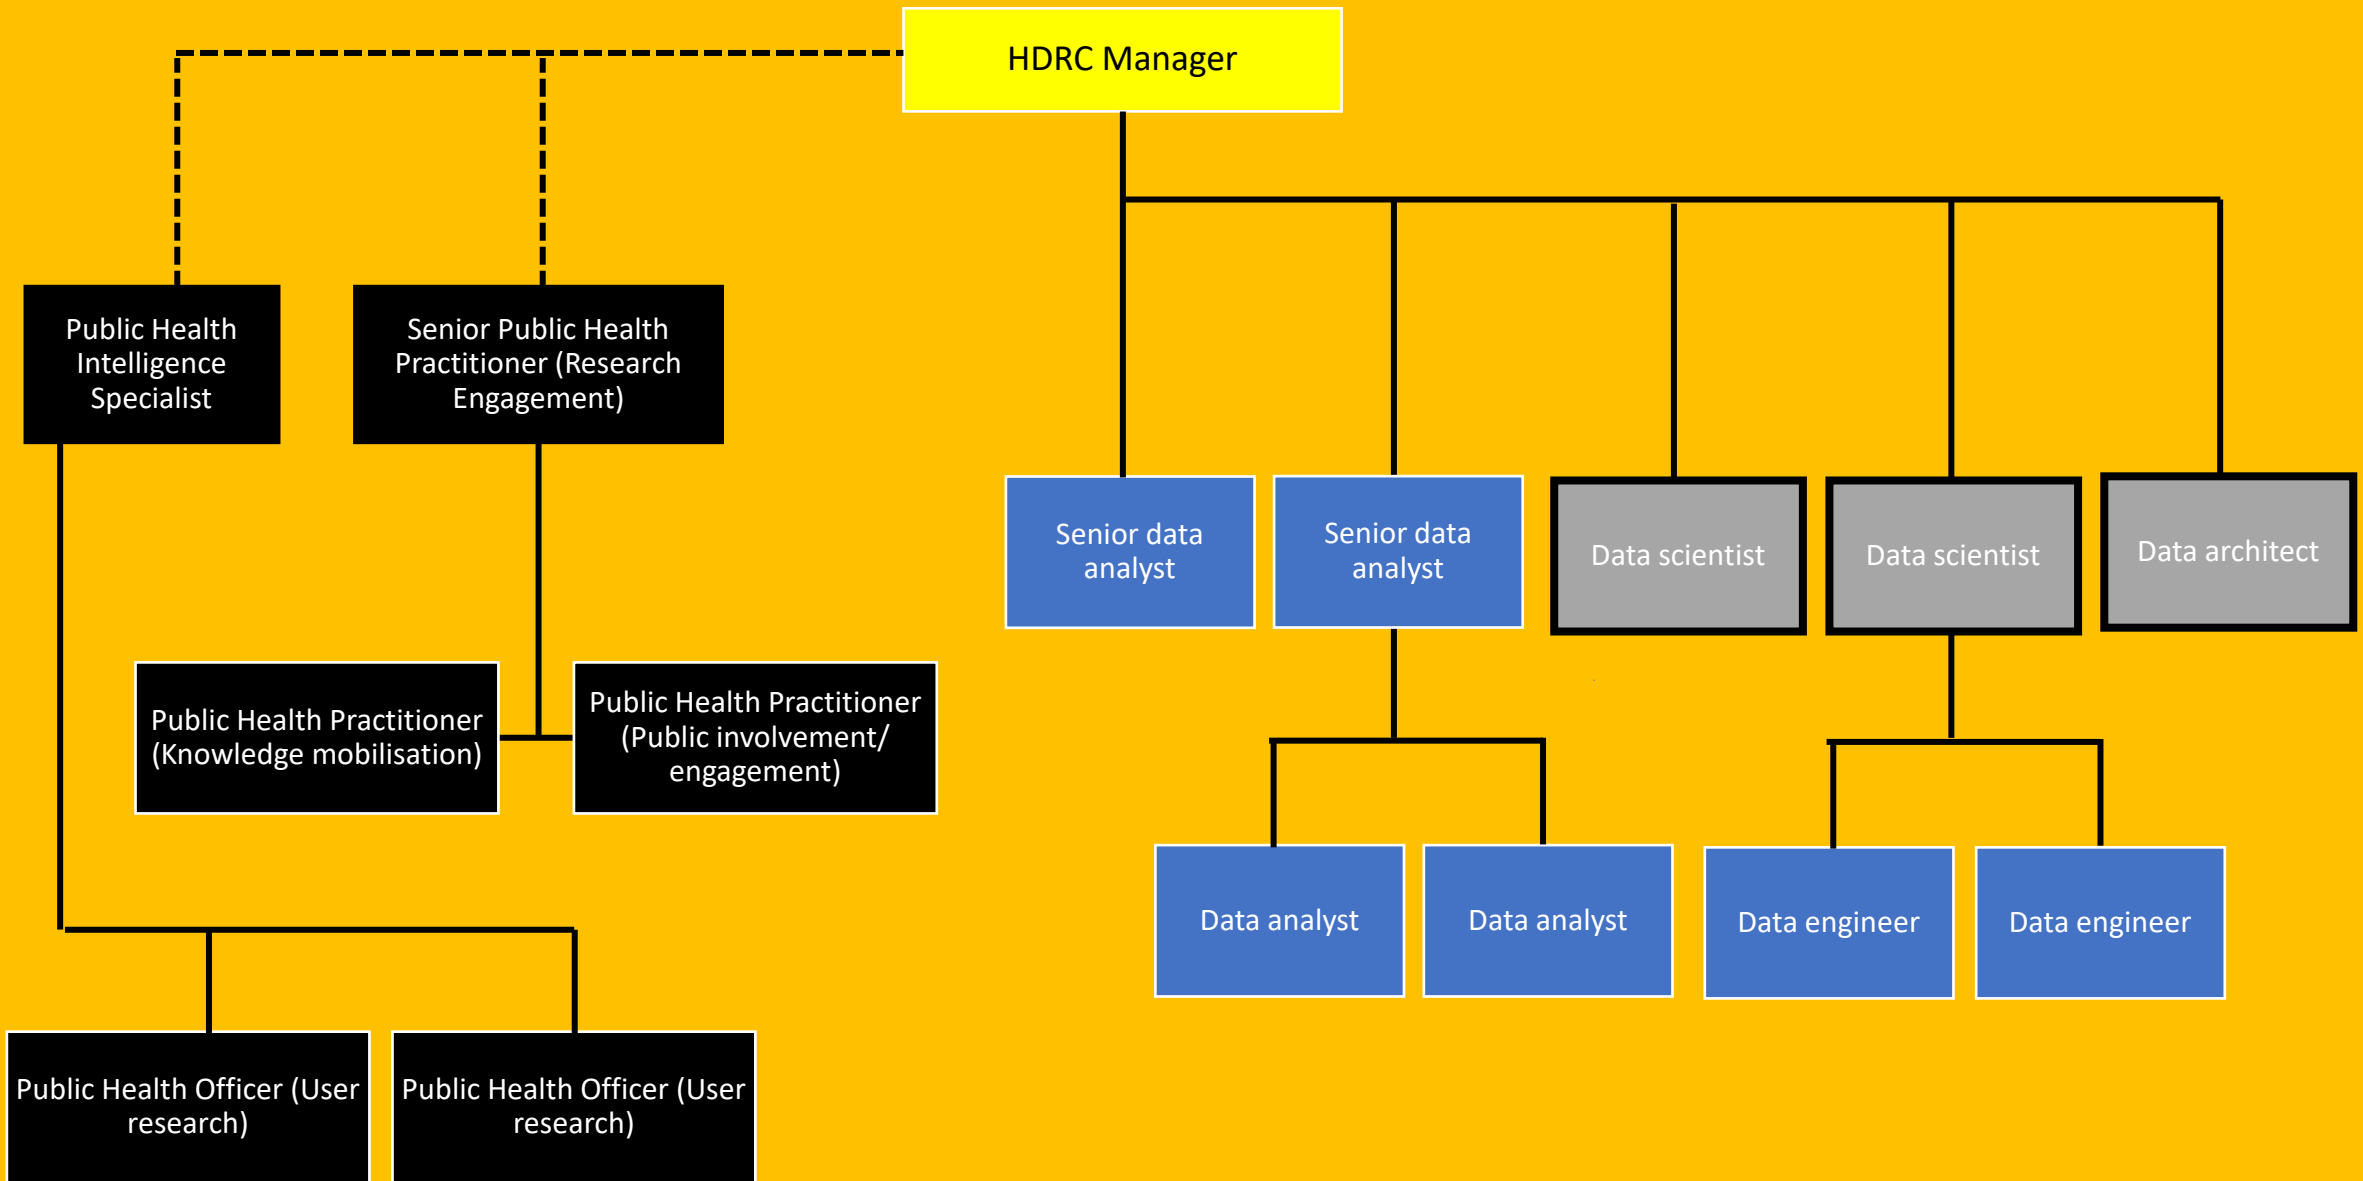 HDRC Manager
Public Health
Intelligence
Specialist
Senior Public Health
Practitioner (Research
Engagement)
Senior data
analyst
Senior data
analyst
Data scientist
Data scientist
Data architect
Public Health Practitioner
(Knowledge mobilisation)
Public Health Practitioner
(Public involvement/
engagement)
Data analyst
Data analyst
Data engineer
Data engineer
Public Health Officer (User
research)
Public Health Officer (User
research)